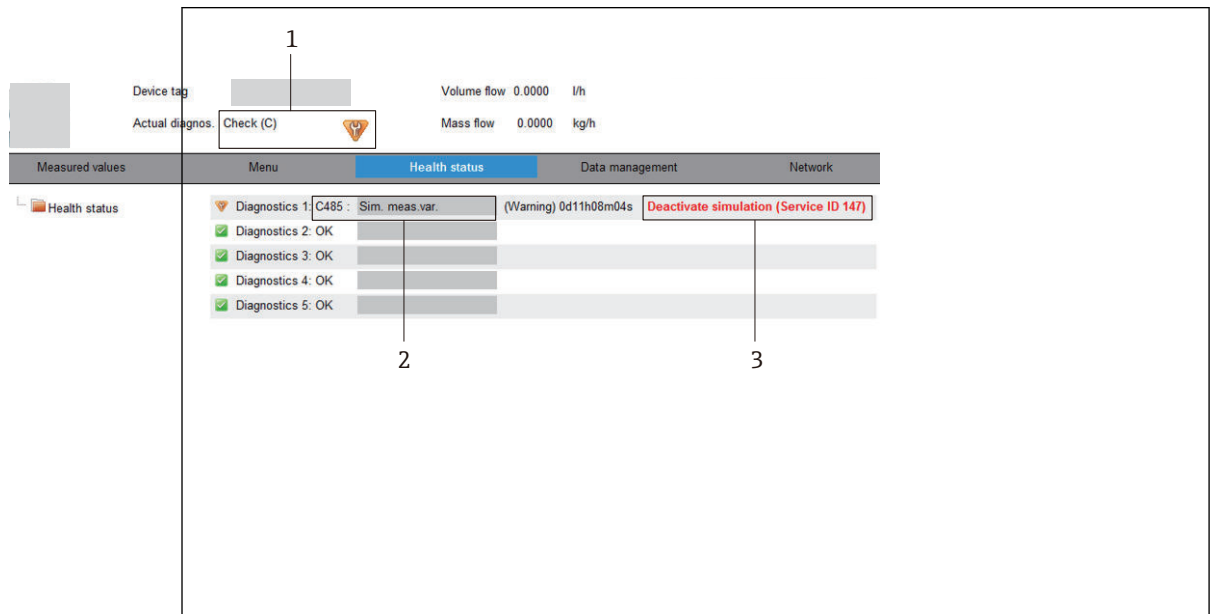 1
Device tag Volume flow 0.0000 l/h
Actual diagnos. Check (C) Mass flow 0.0000 kg/h
Measured values Menu Health status Data management Network
Health status
Diagnostics 1: C485 : Sim. meas.var. (Warning) 0d11h08m04s Deactivate simulation (Service ID 147)
Diagnostics 2: OK
Diagnostics 3: OK
Diagnostics 4: OK
Diagnostics 5: OK
2 3